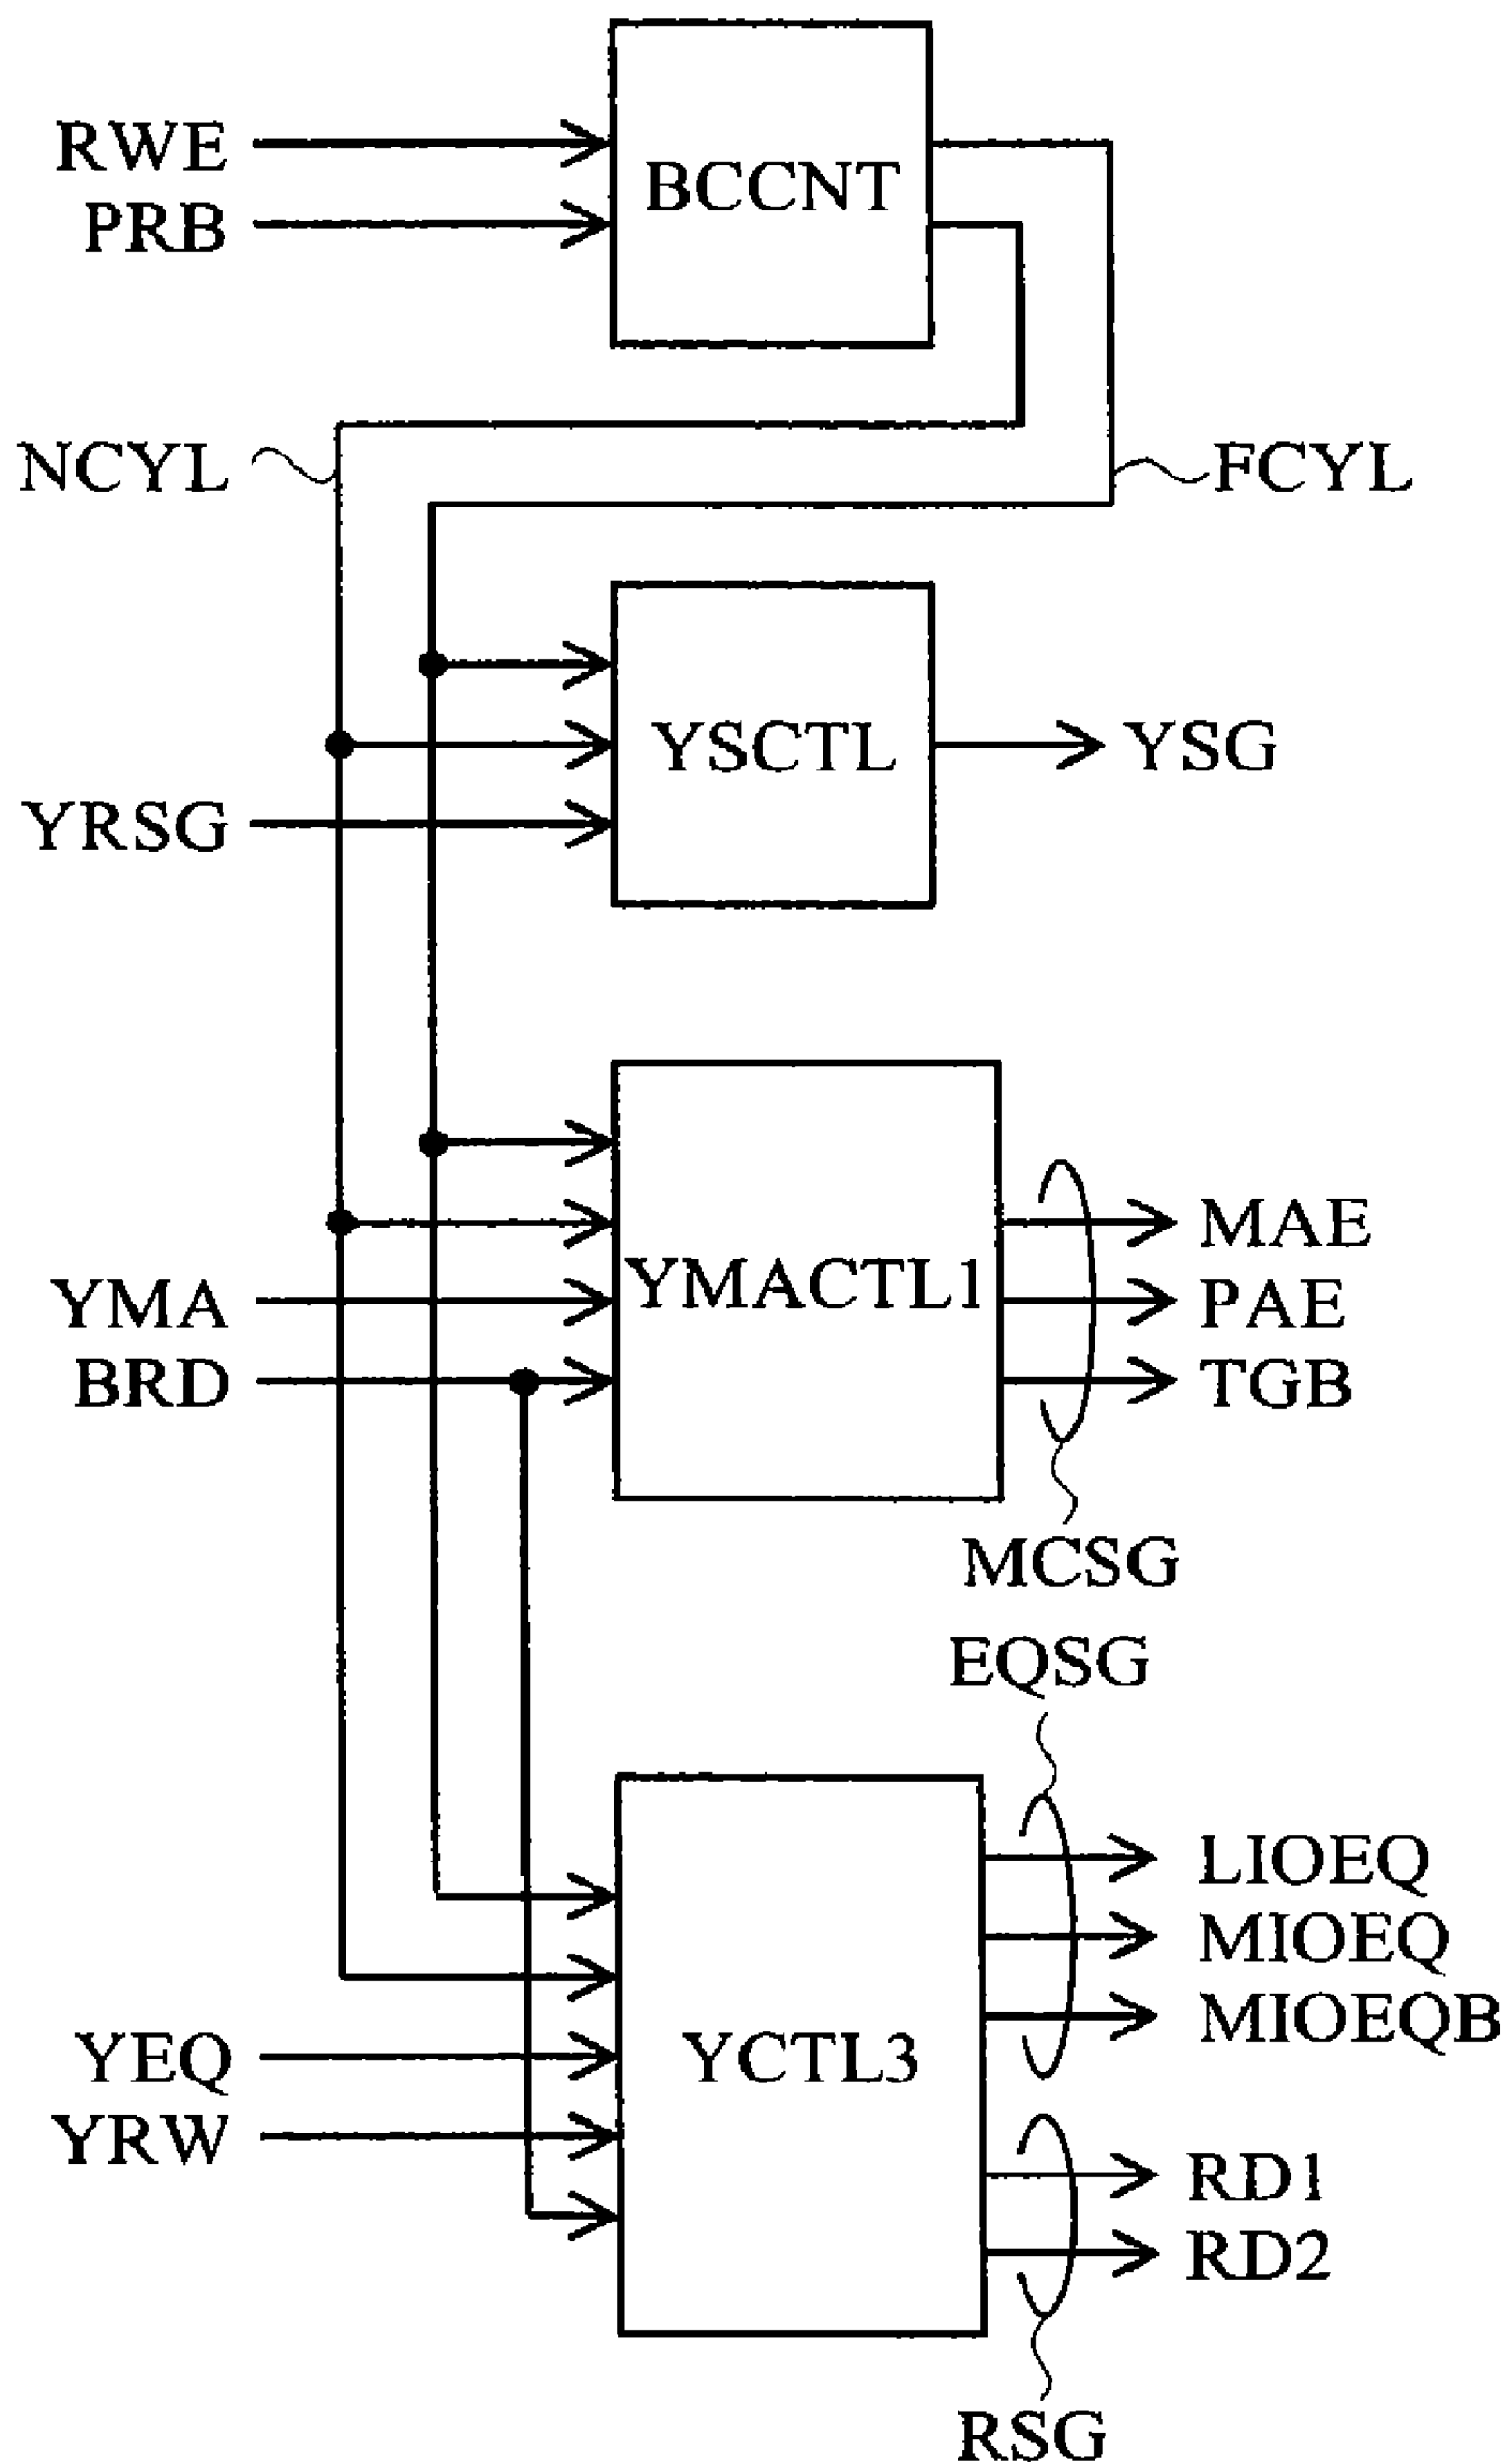 RWE
PRB
BCCNT
NCYL
FCYL
YSCTL
YSG
YRSG
YMACTL1
MAE
PAE
TGB
YMA
BRD
MCSG
EQSG
LIOEQ
MIOEQ
MIOEQB
YEQ
YRW
YCTL3
RD1
RD2
RSG